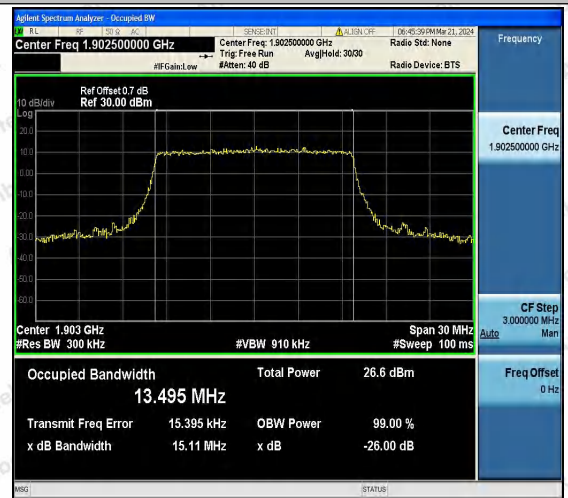 Agilent Spectrum Analyzer - Occupied BW
RL RF 50 Ω AC SENSE:INT ALIGN OFF 06:45:39 PM Mar 21, 2024
Center Freq 1.902500000 GHz Center Freq: 1.902500000 GHz Radio Std: None Frequency
Trig: Free Run Avg|Hold: 30/30
#IFGain:Low #Atten: 40 dB Radio Device: BTS
Ref Offset 0.7 dB
10 dB/div Ref 30.00 dBm
Log
20.0
10.0
0.00
-10.0
-20.0
-30.0
-40.0
-50.0
-60.0
Center Freq
1.902500000 GHz
Center 1.903 GHz Span 30 MHz
#Res BW 300 kHz #VBW 910 kHz #Sweep 100 ms
CF Step
3.000000 MHz
Auto Man
Occupied Bandwidth Total Power 26.6 dBm
13.495 MHz
Transmit Freq Error 15.395 kHz OBW Power 99.00 %
x dB Bandwidth 15.11 MHz x dB -26.00 dB
Freq Offset
0 Hz
MSG STATUS